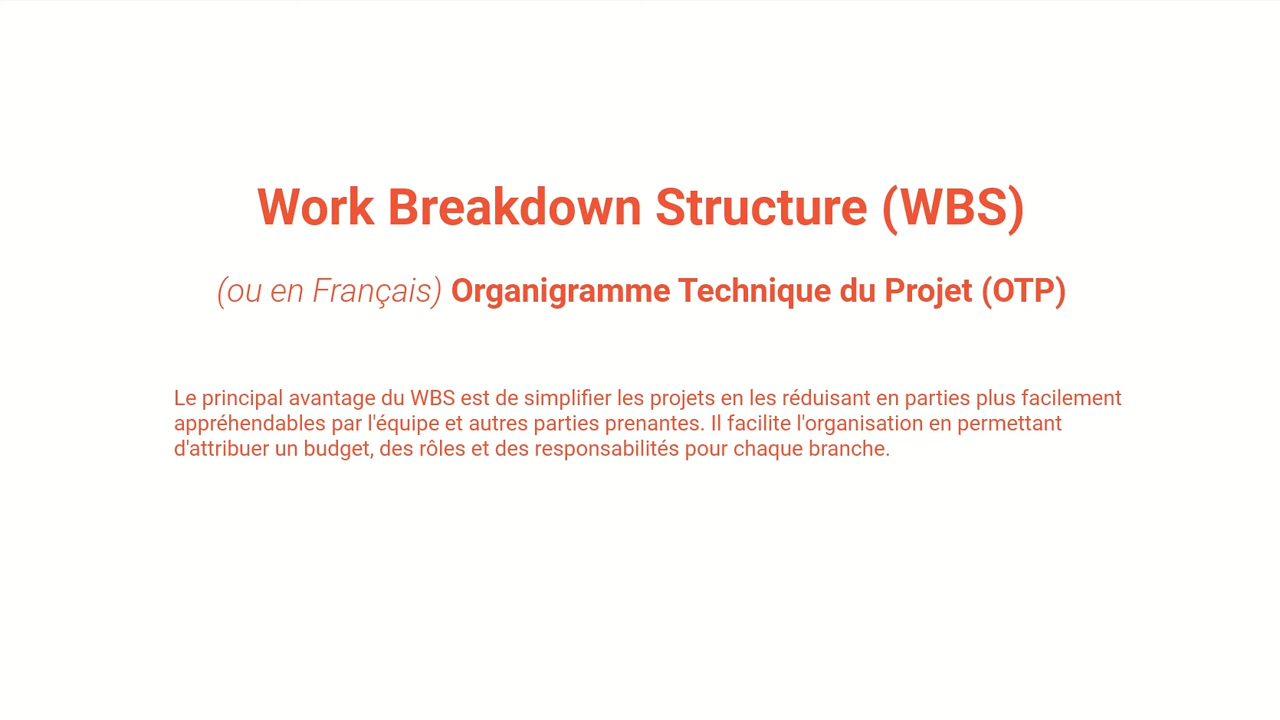 Work Breakdown Structure (WBS)
(ou en Français) Organigramme Technique du Projet (OTP)
Le principal avantage du WBS est de simplifier les projets en les réduisant en parties plus facilement
appréhendables par l'équipe et autres parties prenantes. Il facilite l'organisation en permettant
d'attribuer un budget, des rôles et des responsabilités pour chaque branche.